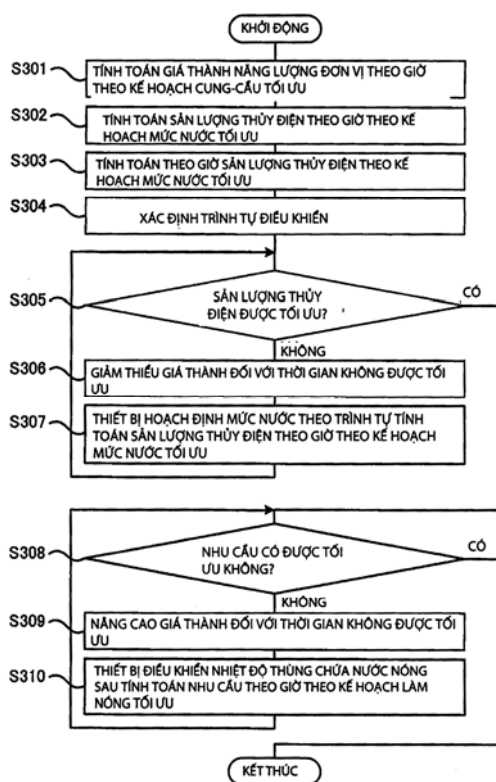 KHỞI ĐỘNG
S301
TÍNH TOÁN GIÁ THÀNH NĂNG LƯỢNG ĐƠN VỊ THEO GIỜ
THEO KẾ HOẠCH CUNG-CẦU TỐI ƯU
S302
TÍNH TOÁN SẢN LƯỢNG THỦY ĐIỆN THEO GIỜ THEO KẾ
HOẠCH MỨC NƯỚC TỐI ƯU
S303
TÍNH TOÁN THEO GIỜ SẢN LƯỢNG THỦY ĐIỆN THEO KẾ
HOẠCH MỨC NƯỚC TỐI ƯU
S304
XÁC ĐỊNH TRÌNH TỰ ĐIỀU KHIỂN
S305
SẢN LƯỢNG THỦY
ĐIỆN ĐƯỢC TỐI ƯU?
CÓ
KHÔNG
S306
GIẢM THIỂU GIÁ THÀNH ĐỐI VỚI THỜI GIAN KHÔNG ĐƯỢC TỐI
ƯU
S307
THIẾT BỊ HOẠCH ĐỊNH MỨC NƯỚC THEO TRÌNH TỰ TÍNH
TOÁN SẢN LƯỢNG THỦY ĐIỆN THEO GIỜ THEO KẾ HOẠCH
MỨC NƯỚC TỐI ƯU
S308
NHU CẦU CÓ ĐƯỢC TỐI
ƯU KHÔNG?
CÓ
KHÔNG
S309
NÂNG CAO GIÁ THÀNH ĐỐI VỚI THỜI GIAN KHÔNG ĐƯỢC TỐI
ƯU
S310
THIẾT BỊ ĐIỀU KHIỂN NHIỆT ĐỘ THÙNG CHỨA NƯỚC NÓNG
SAU TÍNH TOÁN NHU CẦU THEO GIỜ THEO KẾ HOẠCH LÀM
NÓNG TỐI ƯU
KẾT THÚC